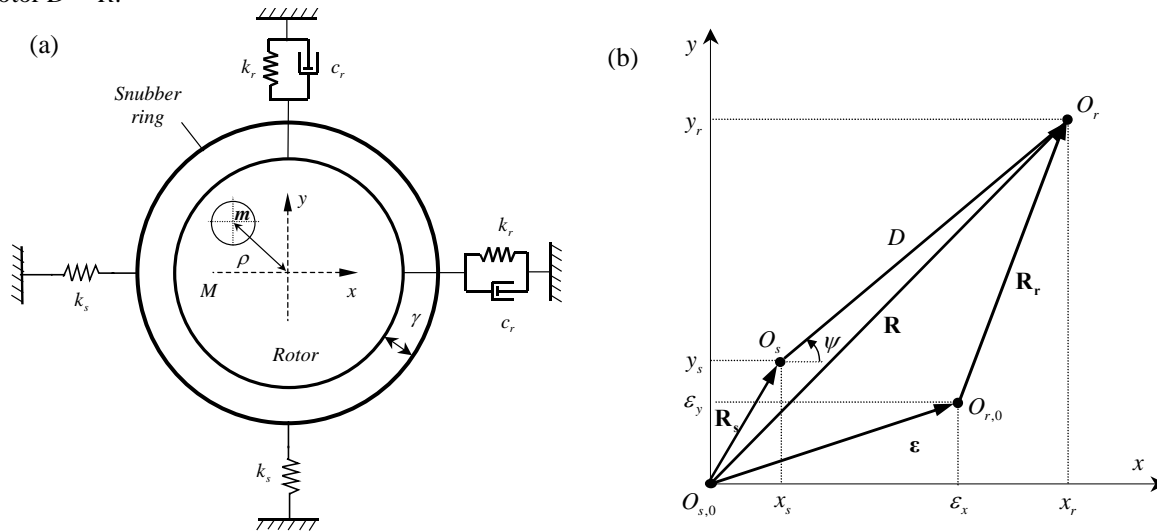 rotor D = R.
(a)
k_r
c_r
Snubber
ring
m
y
ρ
M
x
k_r
c_r
k_s
γ
Rotor
k_s
(b)
y
O_r
y_r
D
R_r
R
O_s
ψ
y_s
ε_y
O_{r,0}
R_s
ε
x
O_{s,0}
x_s
ε_x
x_r